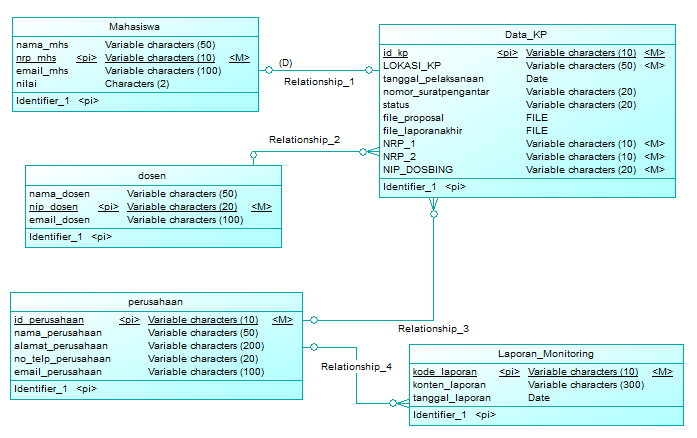 Mahasiswa
nama_mhs Variable characters (50)
nrp_mhs <pi> Variable characters (10) <M>
email_mhs Variable characters (100)
nilai Characters (2)
Identifier_1 <pi>
(D)
Relationship_1
Data_KP
id_kp <pi> Variable characters (10) <M>
LOKASI_KP Variable characters (50) <M>
tanggal_pelaksanaan Date
nomor_suratpengantar Variable characters (20)
status Variable characters (20)
file_proposal FILE
file_laporanakhir FILE
NRP_1 Variable characters (10) <M>
NRP_2 Variable characters (10) <M>
NIP_DOSBING Variable characters (20) <M>
Identifier_1 <pi>
Relationship_2
dosen
nama_dosen Variable characters (50)
nip_dosen <pi> Variable characters (20) <M>
email_dosen Variable characters (100)
Identifier_1 <pi>
perusahaan
id_perusahaan <pi> Variable characters (10) <M>
nama_perusahaan Variable characters (50)
alamat_perusahaan Variable characters (200)
no_telp_perusahaan Variable characters (20)
email_perusahaan Variable characters (100)
Identifier_1 <pi>
Relationship_3
Relationship_4
Laporan_Monitoring
kode_laporan <pi> Variable characters (10) <M>
konten_laporan Variable characters (300)
tanggal_laporan Date
Identifier_1 <pi>